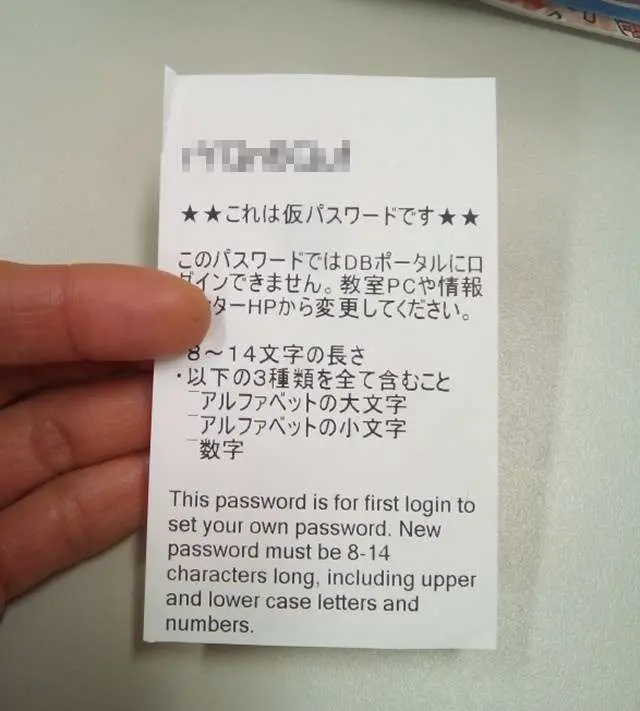 ★★これは仮パスワードです★★
このパスワードではDBポータルにロ
グインできません。教室PCや情報
ターHPから変更してください。
8～14文字の長さ
・以下の3種類を全て含むこと
アルファベットの大文字
アルファベットの小文字
数字
This password is for first login to
set your own password. New
password must be 8-14
characters long, including upper
and lower case letters and
numbers.